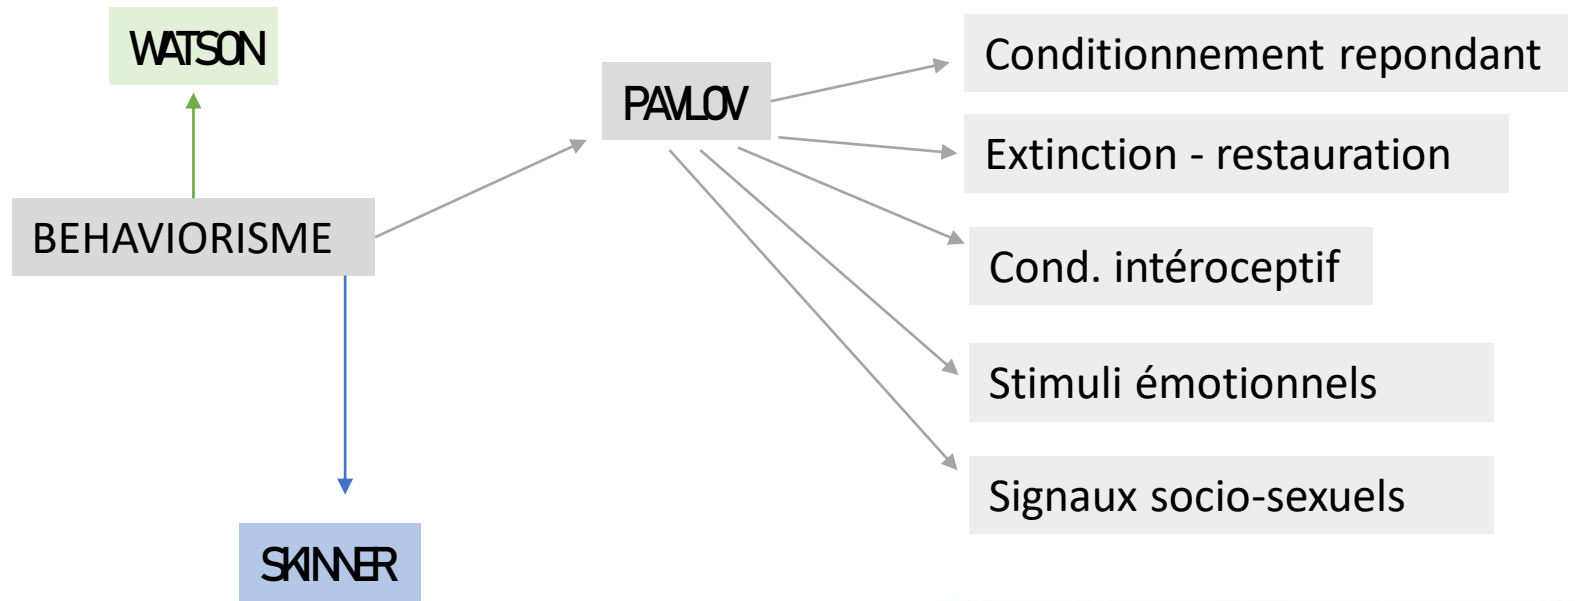 WATSON
BEHAVIORISME
SKINNER
PAVLOV
Conditionnement repondant
Extinction - restauration
Cond. intéroceptif
Stimuli émotionnels
Signaux socio-sexuels